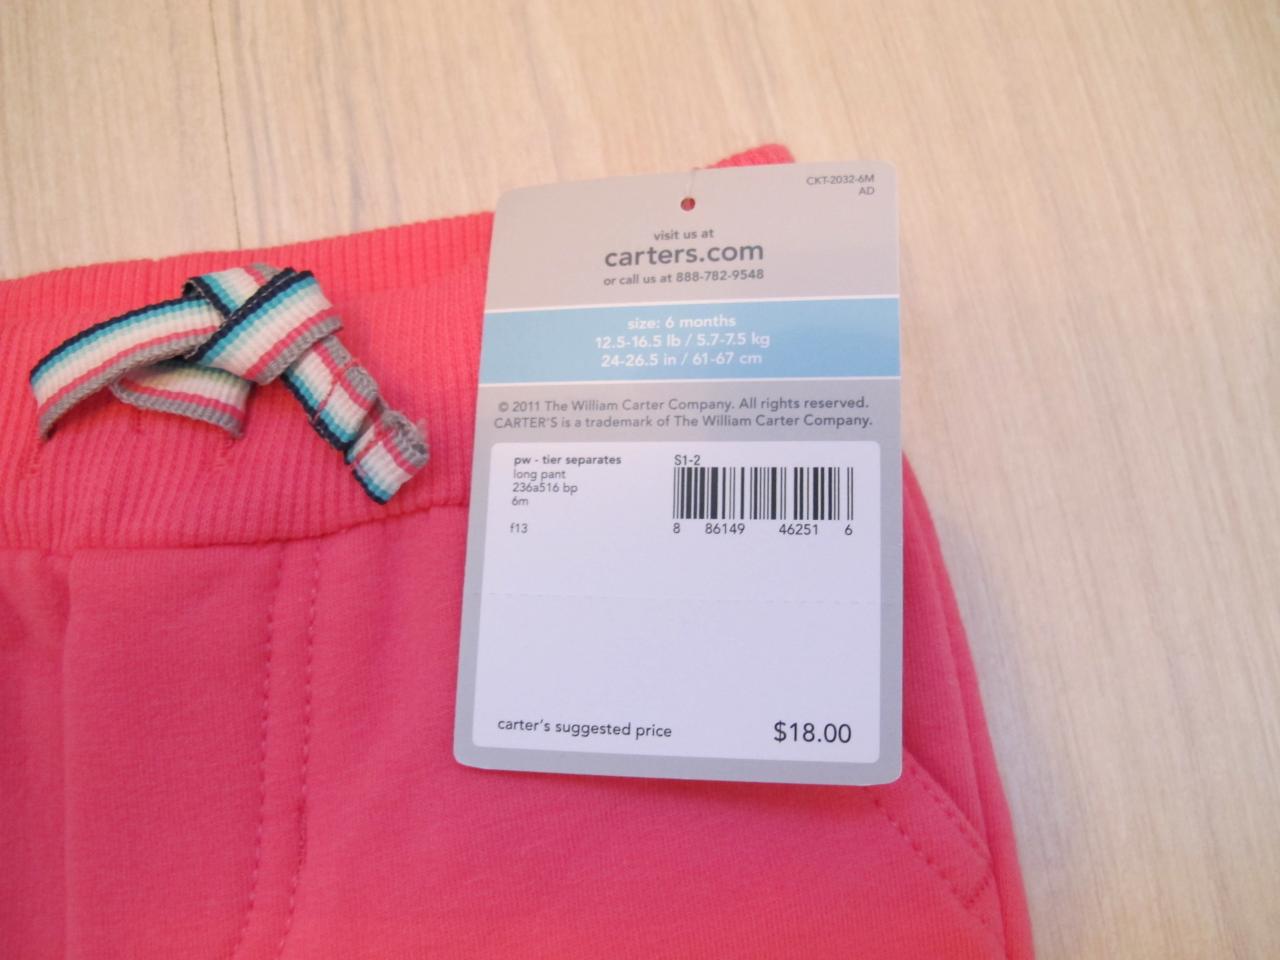 CKT-2032-6M
AD
visit us at
carters.com
or call us at 888-782-9548
size: 6 months
12.5-16.5 lb / 5.7-7.5 kg
24-26.5 in / 61-67 cm
© 2011 The William Carter Company. All rights reserved.
CARTER'S is a trademark of The William Carter Company.
pw - tier separates
long pant
236a516 bp
6m
f13
S1-2
8 86149 46251 6
carter's suggested price $18.00